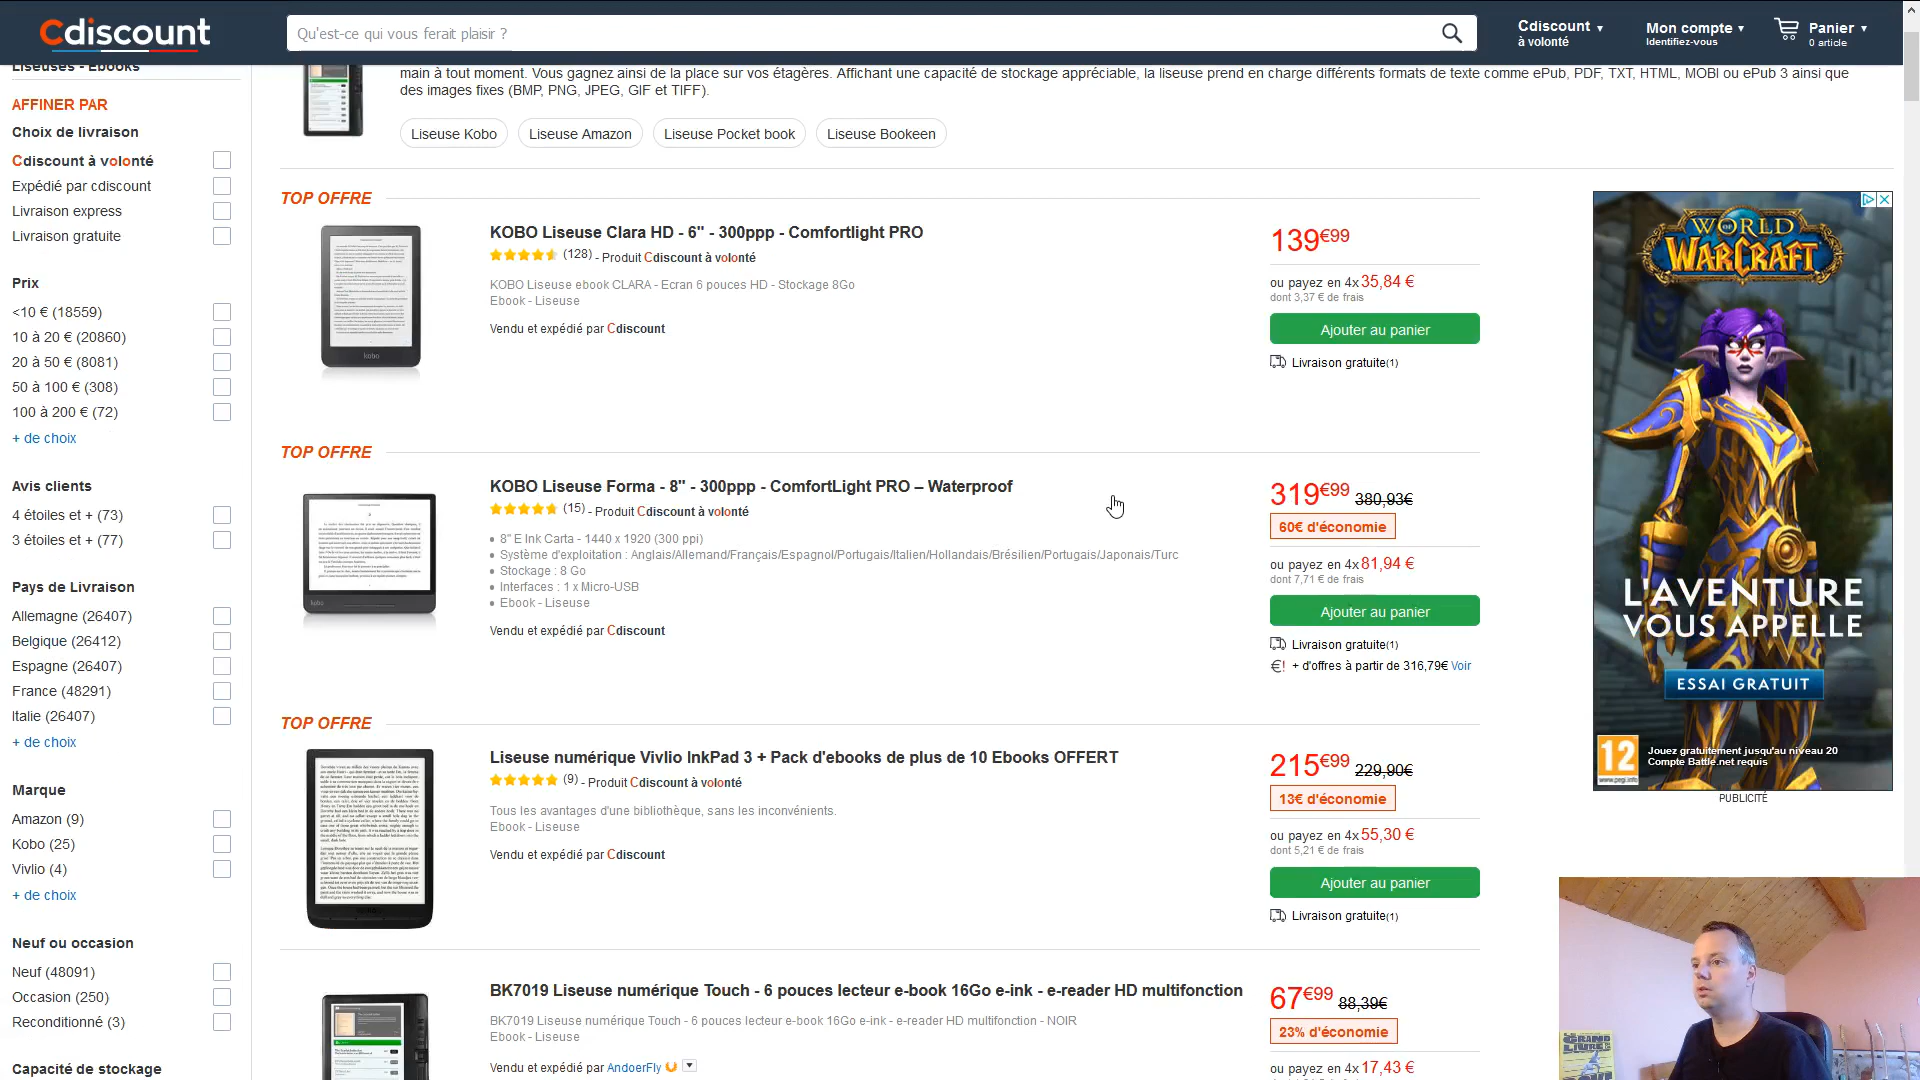 Cdiscount
Qu'est-ce qui vous ferait plaisir ?
Cdiscount
à volonté
Mon compte
Identifiez-vous
Panier
0 article
Liseuses - Ebooks
AFFINER PAR
Choix de livraison
Cdiscount à volonté
Expédié par cdiscount
Livraison express
Livraison gratuite
Prix
<10 € (18559)
10 à 20 € (20860)
20 à 50 € (8081)
50 à 100 € (308)
100 à 200 € (72)
+ de choix
Avis clients
4 étoiles et + (73)
3 étoiles et + (77)
Pays de Livraison
Allemagne (26407)
Belgique (26412)
Espagne (26407)
France (48291)
Italie (26407)
+ de choix
Marque
Amazon (9)
Kobo (25)
Vivlio (4)
+ de choix
Neuf ou occasion
Neuf (48091)
Occasion (250)
Reconditionné (3)
Capacité de stockage
main à tout moment. Vous gagnez ainsi de la place sur vos étagères. Affichant une capacité de stockage appréciable, la liseuse prend en charge différents formats de texte comme ePub, PDF, TXT, HTML, MOBI ou ePub 3 ainsi que
des images fixes (BMP, PNG, JPEG, GIF et TIFF).
Liseuse Kobo
Liseuse Amazon
Liseuse Pocket book
Liseuse Bookeen
TOP OFFRE
kobo
KOBO Liseuse Clara HD - 6" - 300ppp - Comfortlight PRO
(128) - Produit Cdiscount à volonté
KOBO Liseuse ebook CLARA - Ecran 6 pouces HD - Stockage 8Go
Ebook - Liseuse
Vendu et expédié par Cdiscount
139€99
ou payez en 4x 35,84 €
dont 3,37 € de frais
Ajouter au panier
Livraison gratuite(1)
TOP OFFRE
kobo
KOBO Liseuse Forma - 8" - 300ppp - ComfortLight PRO – Waterproof
(15) - Produit Cdiscount à volonté
8" E Ink Carta - 1440 x 1920 (300 ppi)
Système d'exploitation : Anglais/Allemand/Français/Espagnol/Portugais/Italien/Hollandais/Brésilien/Portugais/Japonais/Turc
Stockage : 8 Go
Interfaces : 1 x Micro-USB
Ebook - Liseuse
Vendu et expédié par Cdiscount
319€99 380,93€
60€ d'économie
ou payez en 4x 81,94 €
dont 7,71 € de frais
Ajouter au panier
Livraison gratuite(1)
€! + d'offres à partir de 316,79€ Voir
TOP OFFRE
Liseuse numérique Vivlio InkPad 3 + Pack d'ebooks de plus de 10 Ebooks OFFERT
(9) - Produit Cdiscount à volonté
Tous les avantages d'une bibliothèque, sans les inconvénients.
Ebook - Liseuse
Vendu et expédié par Cdiscount
215€99 229,90€
13€ d'économie
ou payez en 4x 55,30 €
dont 5,21 € de frais
Ajouter au panier
Livraison gratuite(1)
BK7019 Liseuse numérique Touch - 6 pouces lecteur e-book 16Go e-ink - e-reader HD multifonction
BK7019 Liseuse numérique Touch - 6 pouces lecteur e-book 16Go e-ink - e-reader HD multifonction - NOIR
Ebook - Liseuse
Vendu et expédié par AndoerFly
67€99 88,39€
23% d'économie
ou payez en 4x 17,43 €
WORLD
OF
WARCRAFT
L'AVENTURE
VOUS APPELLE
ESSAI GRATUIT
12
www.pegi.info
Jouez gratuitement jusqu'au niveau 20
Compte Battle.net requis
PUBLICITÉ
GRAND
LIVRE